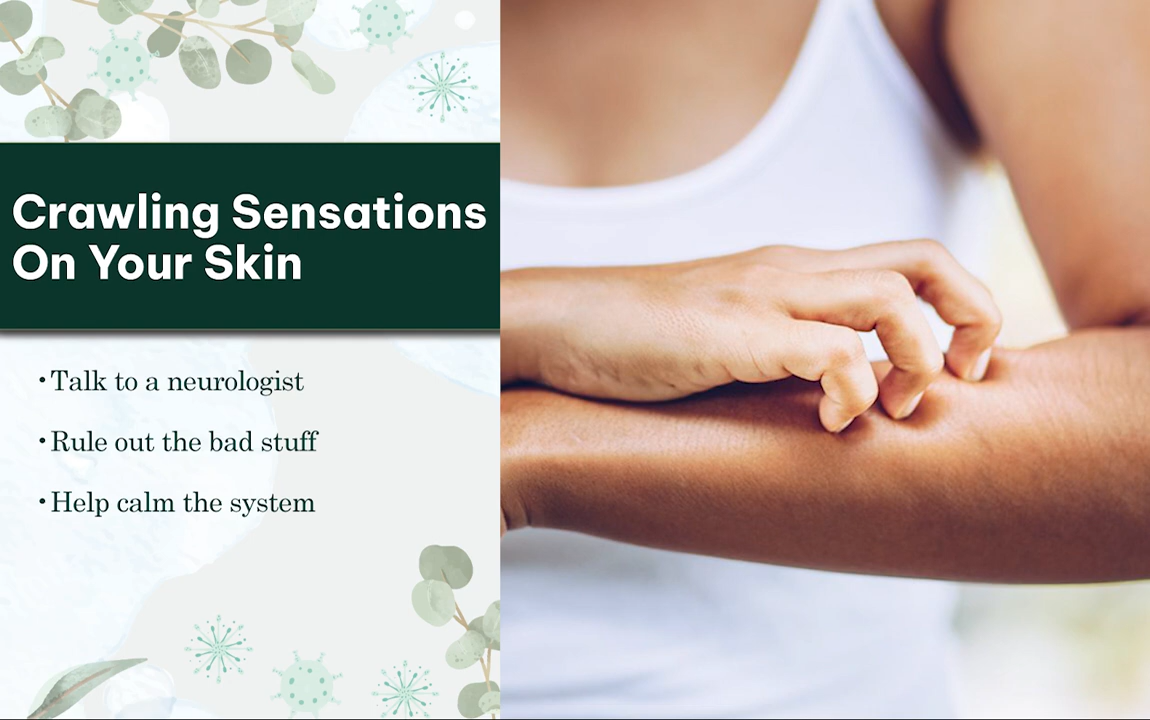 Crawling Sensations
On Your Skin
• Talk to a neurologist
• Rule out the bad stuff
• Help calm the system